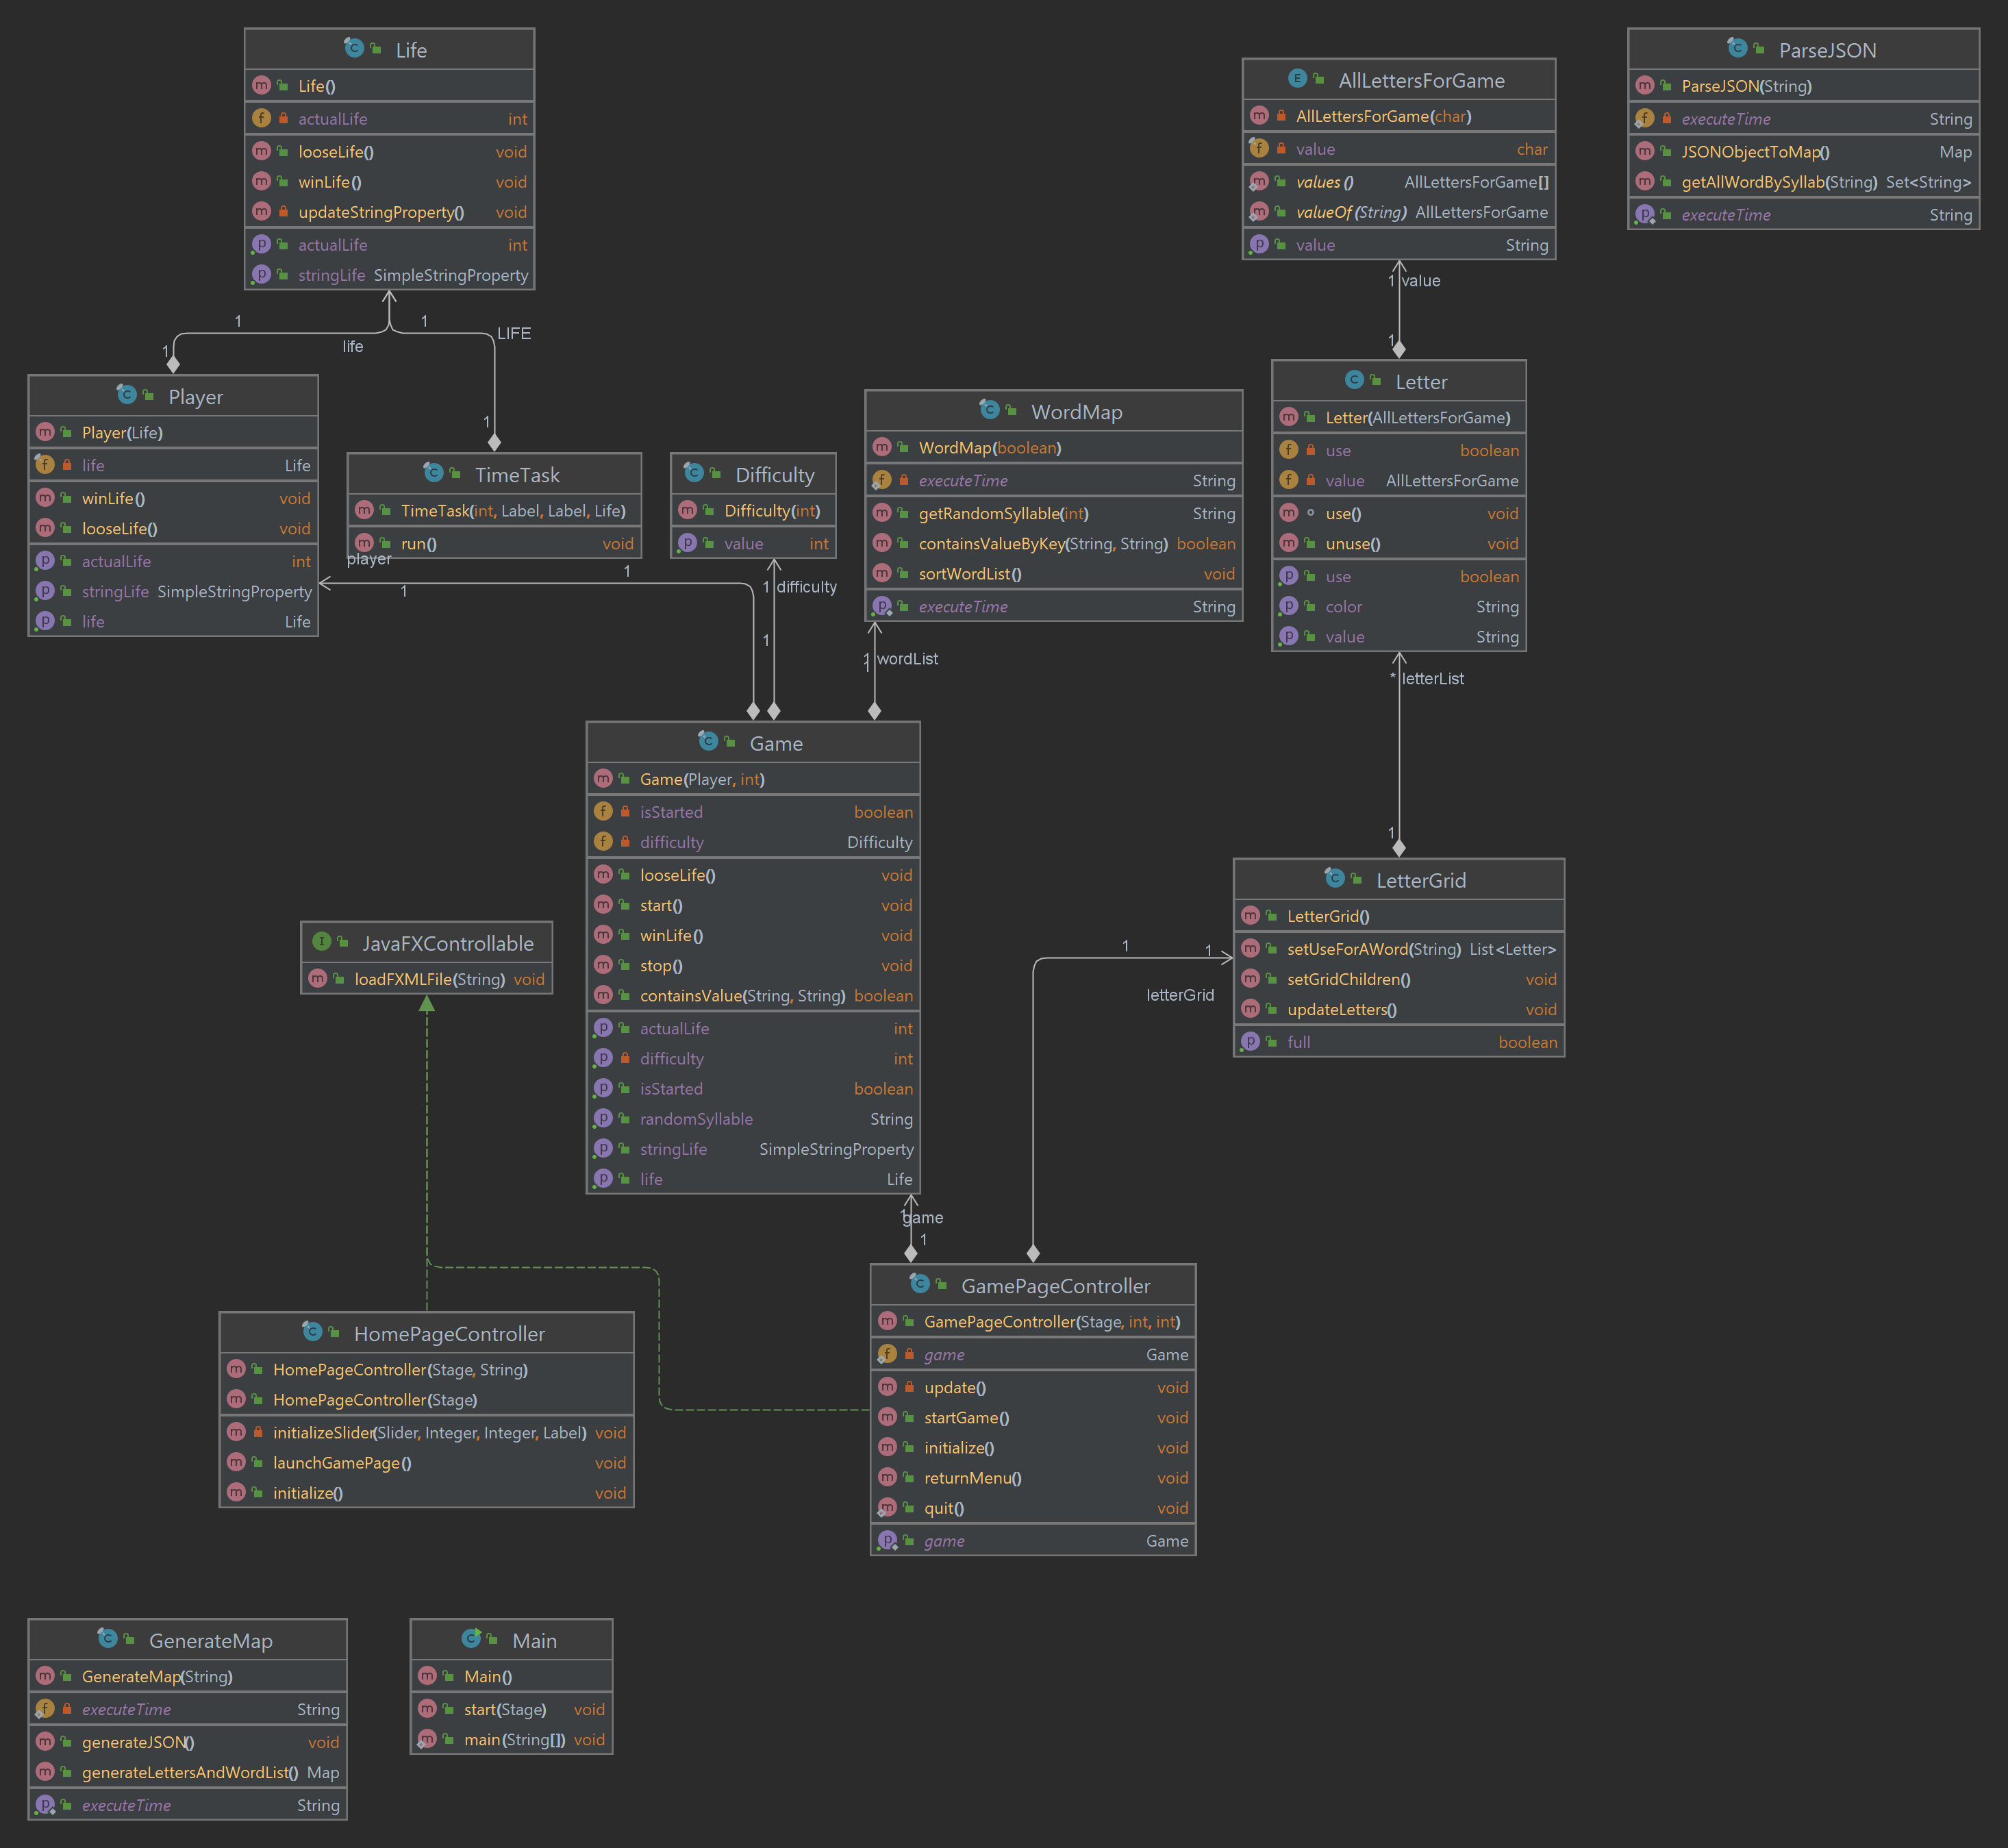 Life
Life()
actualLife int
looseLife() void
winLife() void
updateStringProperty() void
actualLife int
stringLife SimpleStringProperty
AllLettersForGame
AllLettersForGame(char)
value char
values () AllLettersForGame[]
valueOf (String) AllLettersForGame
value String
ParseJSON
ParseJSON(String)
executeTime String
JSONObjectToMap() Map
getAllWordBySyllab(String) Set<String>
executeTime String
1 value
1
1 1 LIFE
life
1
1
Player
Player(Life)
life Life
winLife() void
looseLife() void
actualLife int
stringLife SimpleStringProperty
life Life
TimeTask
TimeTask(int, Label, Label, Life)
run() void
player
1
1
Difficulty
Difficulty(int)
value int
1 difficulty
1
WordMap
WordMap(boolean)
executeTime String
getRandomSyllable(int) String
containsValueByKey(String, String) boolean
sortWordList() void
executeTime String
1 wordList
1
Letter
Letter(AllLettersForGame)
use boolean
value AllLettersForGame
use() void
unuse() void
use boolean
color String
value String
* letterList
1
Game
Game(Player, int)
isStarted boolean
difficulty Difficulty
looseLife() void
start() void
winLife() void
stop() void
containsValue(String, String) boolean
actualLife int
difficulty int
isStarted boolean
randomSyllable String
stringLife SimpleStringProperty
life Life
1
game
1
LetterGrid
LetterGrid()
setUseForAWord(String) List<Letter>
setGridChildren() void
updateLetters() void
full boolean
1 1
letterGrid
JavaFXControllable
loadFXMLFile(String) void
HomePageController
HomePageController(Stage, String)
HomePageController(Stage)
initializeSlider(Slider, Integer, Integer, Label) void
launchGamePage() void
initialize() void
GamePageController
GamePageController(Stage, int, int)
game Game
update() void
startGame() void
initialize() void
returnMenu() void
quit() void
game Game
GenerateMap
GenerateMap(String)
executeTime String
generateJSON() void
generateLettersAndWordList() Map
executeTime String
Main
Main()
start(Stage) void
main(String[]) void